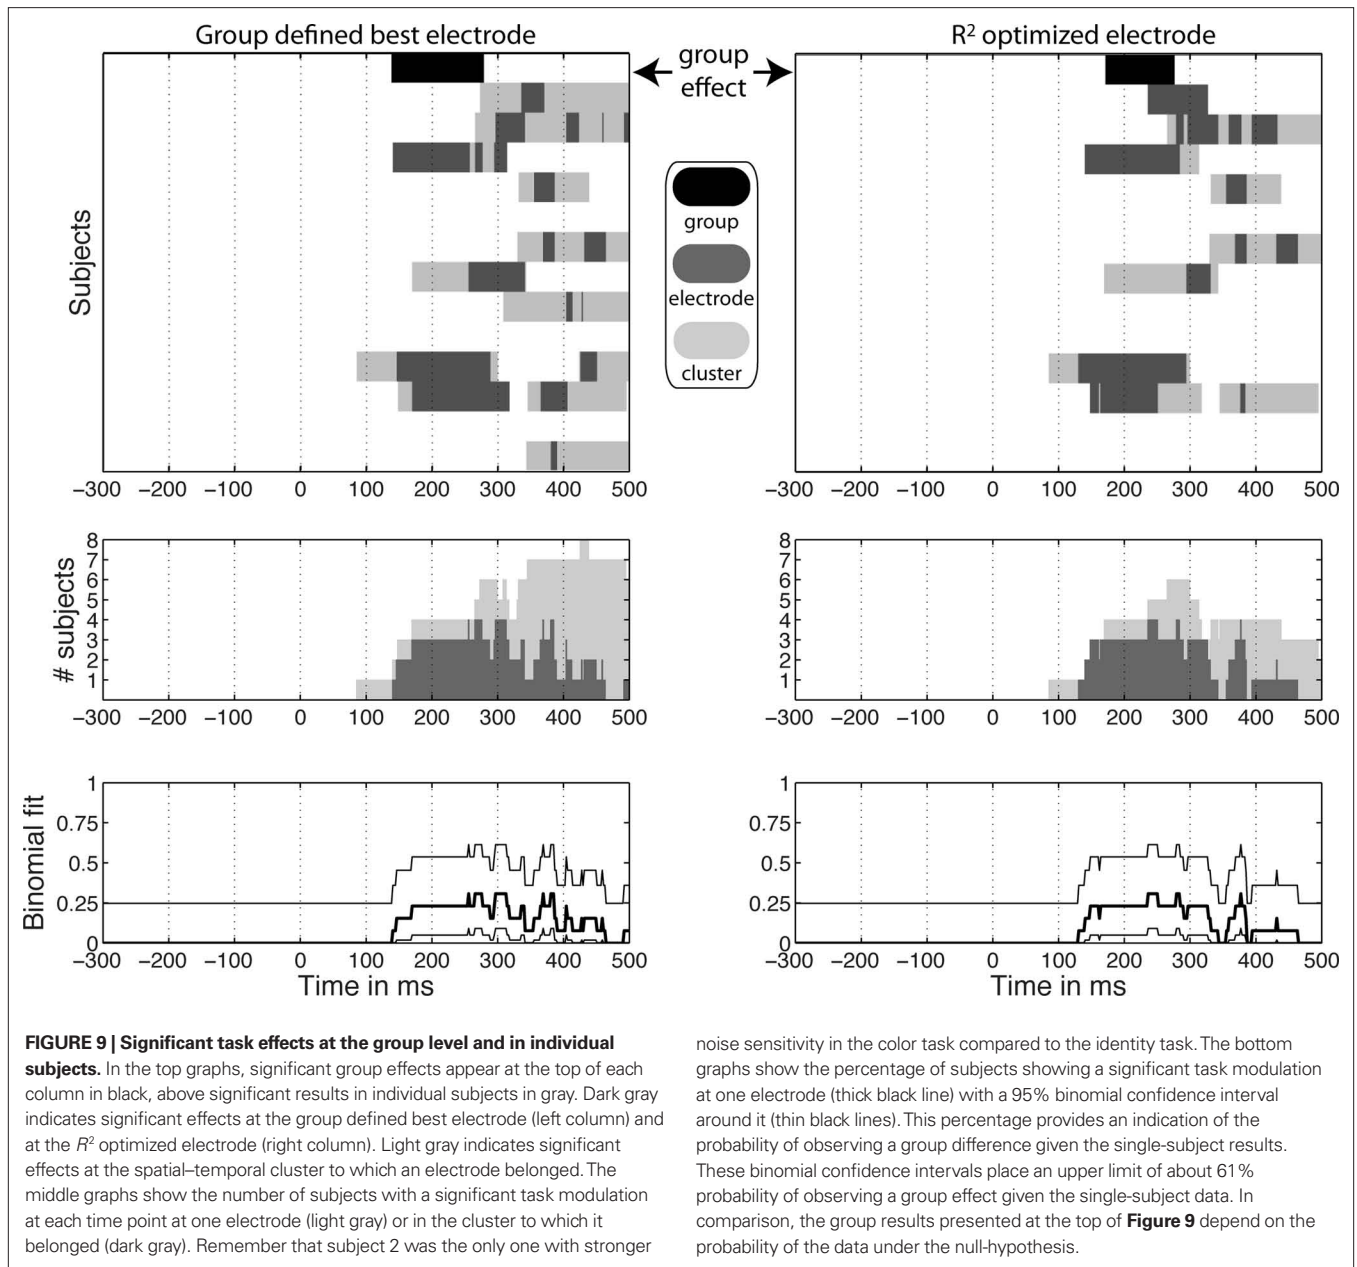 Group defined best electrode
group
effect
R² optimized electrode
Subjects
group
electrode
cluster
−300 −200 −100 0 100 200 300 400 500
−300 −200 −100 0 100 200 300 400 500
# subjects
8
7
6
5
4
3
2
1
−300 −200 −100 0 100 200 300 400 500
8
7
6
5
4
3
2
1
−300 −200 −100 0 100 200 300 400 500
Binomial fit
1
0.75
0.5
0.25
0
−300 −200 −100 0 100 200 300 400 500
Time in ms
1
0.75
0.5
0.25
0
−300 −200 −100 0 100 200 300 400 500
Time in ms
FIGURE 9 | Significant task effects at the group level and in individual
subjects. In the top graphs, significant group effects appear at the top of each
column in black, above significant results in individual subjects in gray. Dark gray
indicates significant effects at the group defined best electrode (left column) and
at the R² optimized electrode (right column). Light gray indicates significant
effects at the spatial–temporal cluster to which an electrode belonged. The
middle graphs show the number of subjects with a significant task modulation
at each time point at one electrode (light gray) or in the cluster to which it
belonged (dark gray). Remember that subject 2 was the only one with stronger
noise sensitivity in the color task compared to the identity task. The bottom
graphs show the percentage of subjects showing a significant task modulation
at one electrode (thick black line) with a 95% binomial confidence interval
around it (thin black lines). This percentage provides an indication of the
probability of observing a group difference given the single-subject results.
These binomial confidence intervals place an upper limit of about 61%
probability of observing a group effect given the single-subject data. In
comparison, the group results presented at the top of Figure 9 depend on the
probability of the data under the null-hypothesis.